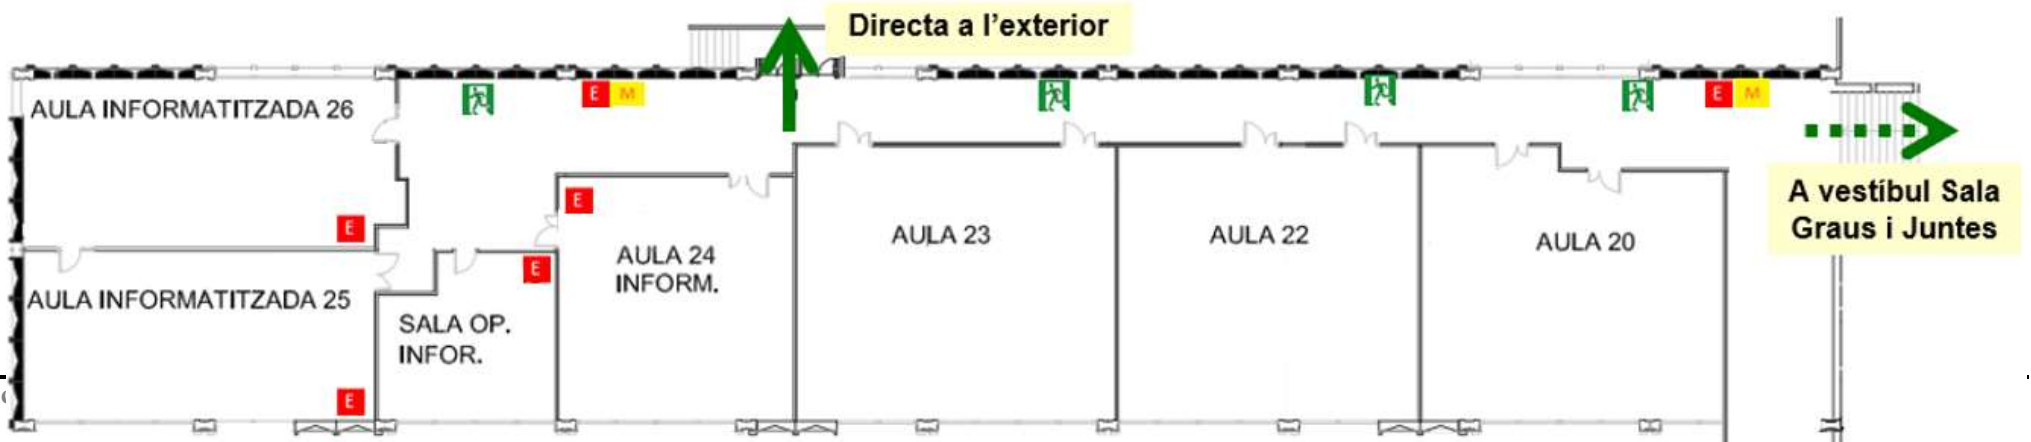 Directa a l’exterior
AULA INFORMATITZADA 26
E M
E M
E
E
E
E
E
A vestíbul Sala
Graus i Juntes
AULA 23
AULA 22
AULA 20
AULA 24
INFORM.
AULA INFORMATITZADA 25
SALA OP.
INFOR.